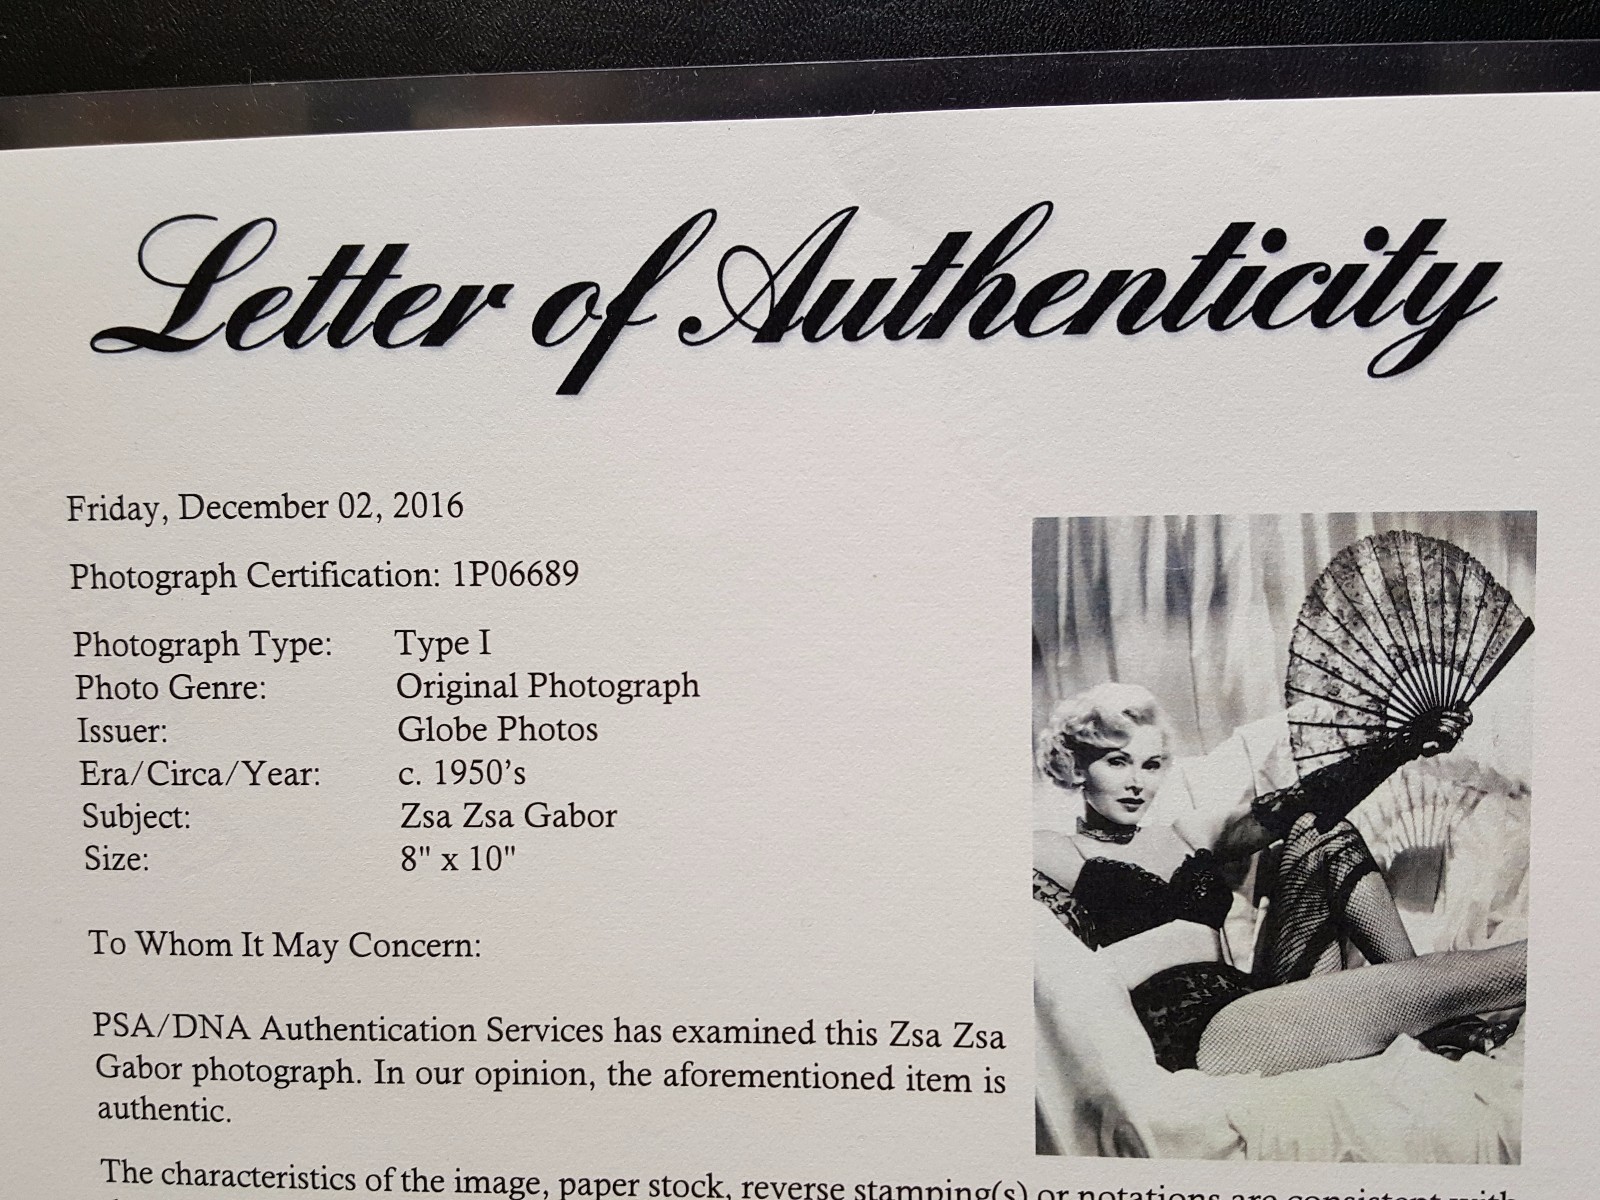 Letter of Authenticity
Friday, December 02, 2016
Photograph Certification: 1P06689
Photograph Type: Type I
Photo Genre: Original Photograph
Issuer: Globe Photos
Era/Circa/Year: c. 1950's
Subject: Zsa Zsa Gabor
Size: 8" x 10"
To Whom It May Concern:
PSA/DNA Authentication Services has examined this Zsa Zsa
Gabor photograph. In our opinion, the aforementioned item is
authentic.
The characteristics of the image, paper stock, reverse stamping(s) or notations are consistent with